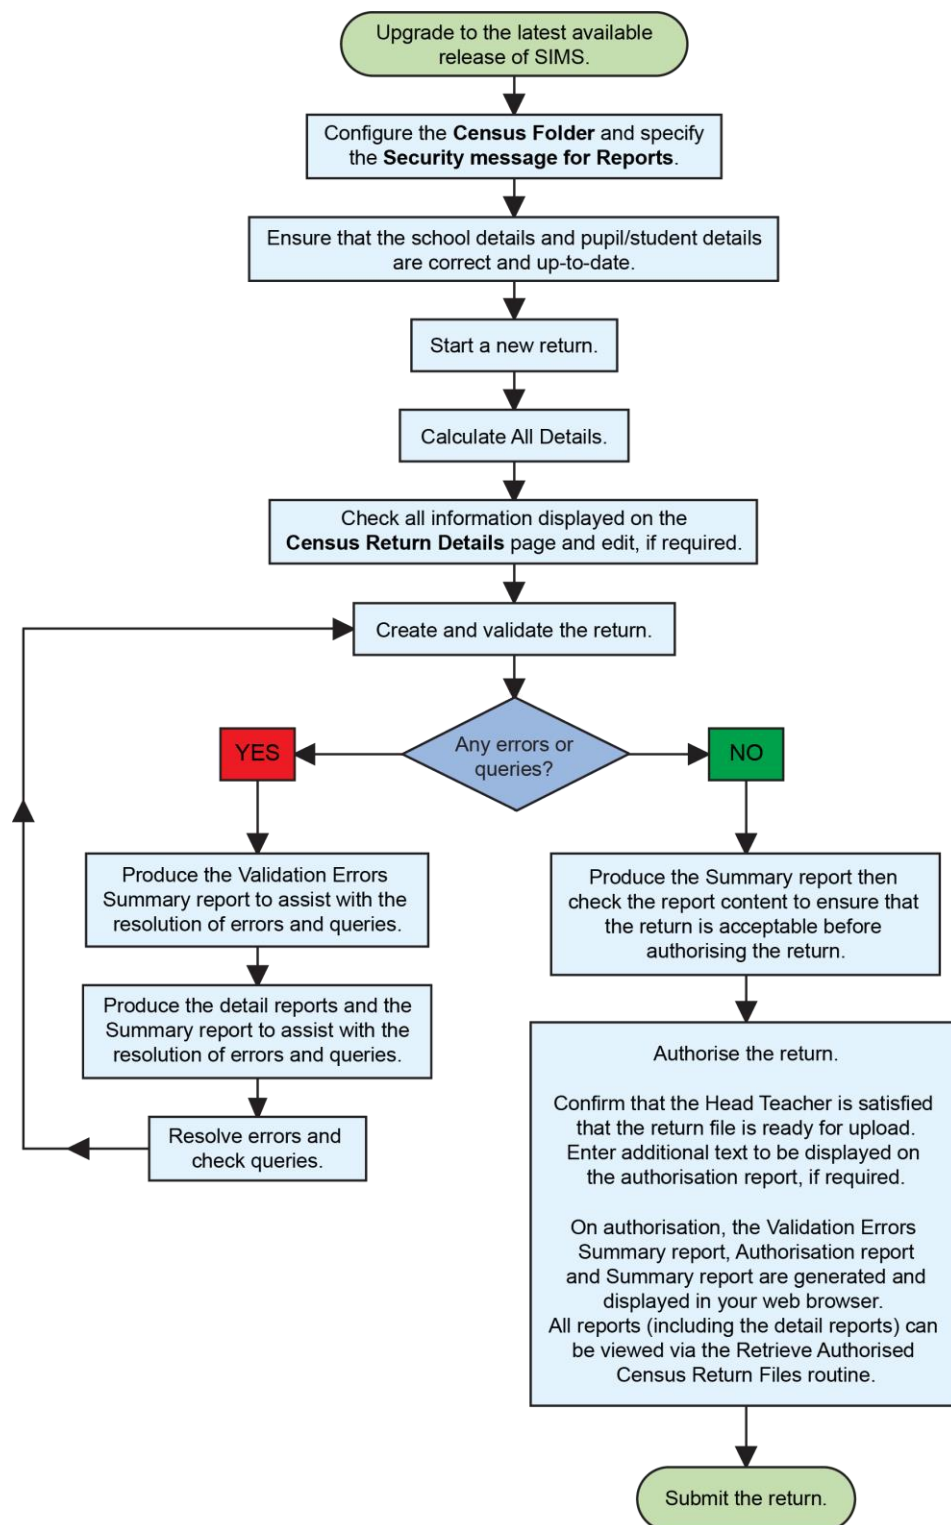 Upgrade to the latest available
release of SIMS.
Configure the Census Folder and specify
the Security message for Reports.
Ensure that the school details and pupil/student details
are correct and up-to-date.
Start a new return.
Calculate All Details.
Check all information displayed on the
Census Return Details page and edit, if required.
Create and validate the return.
Any errors or
queries?
YES
NO
Produce the Validation Errors
Summary report to assist with the
resolution of errors and queries.
Produce the detail reports and the
Summary report to assist with the
resolution of errors and queries.
Resolve errors and
check queries.
Produce the Summary report then
check the report content to ensure that
the return is acceptable before
authorising the return.
Authorise the return.
Confirm that the Head Teacher is satisfied
that the return file is ready for upload.
Enter additional text to be displayed on
the authorisation report, if required.
On authorisation, the Validation Errors
Summary report, Authorisation report
and Summary report are generated and
displayed in your web browser.
All reports (including the detail reports) can
be viewed via the Retrieve Authorised
Census Return Files routine.
Submit the return.